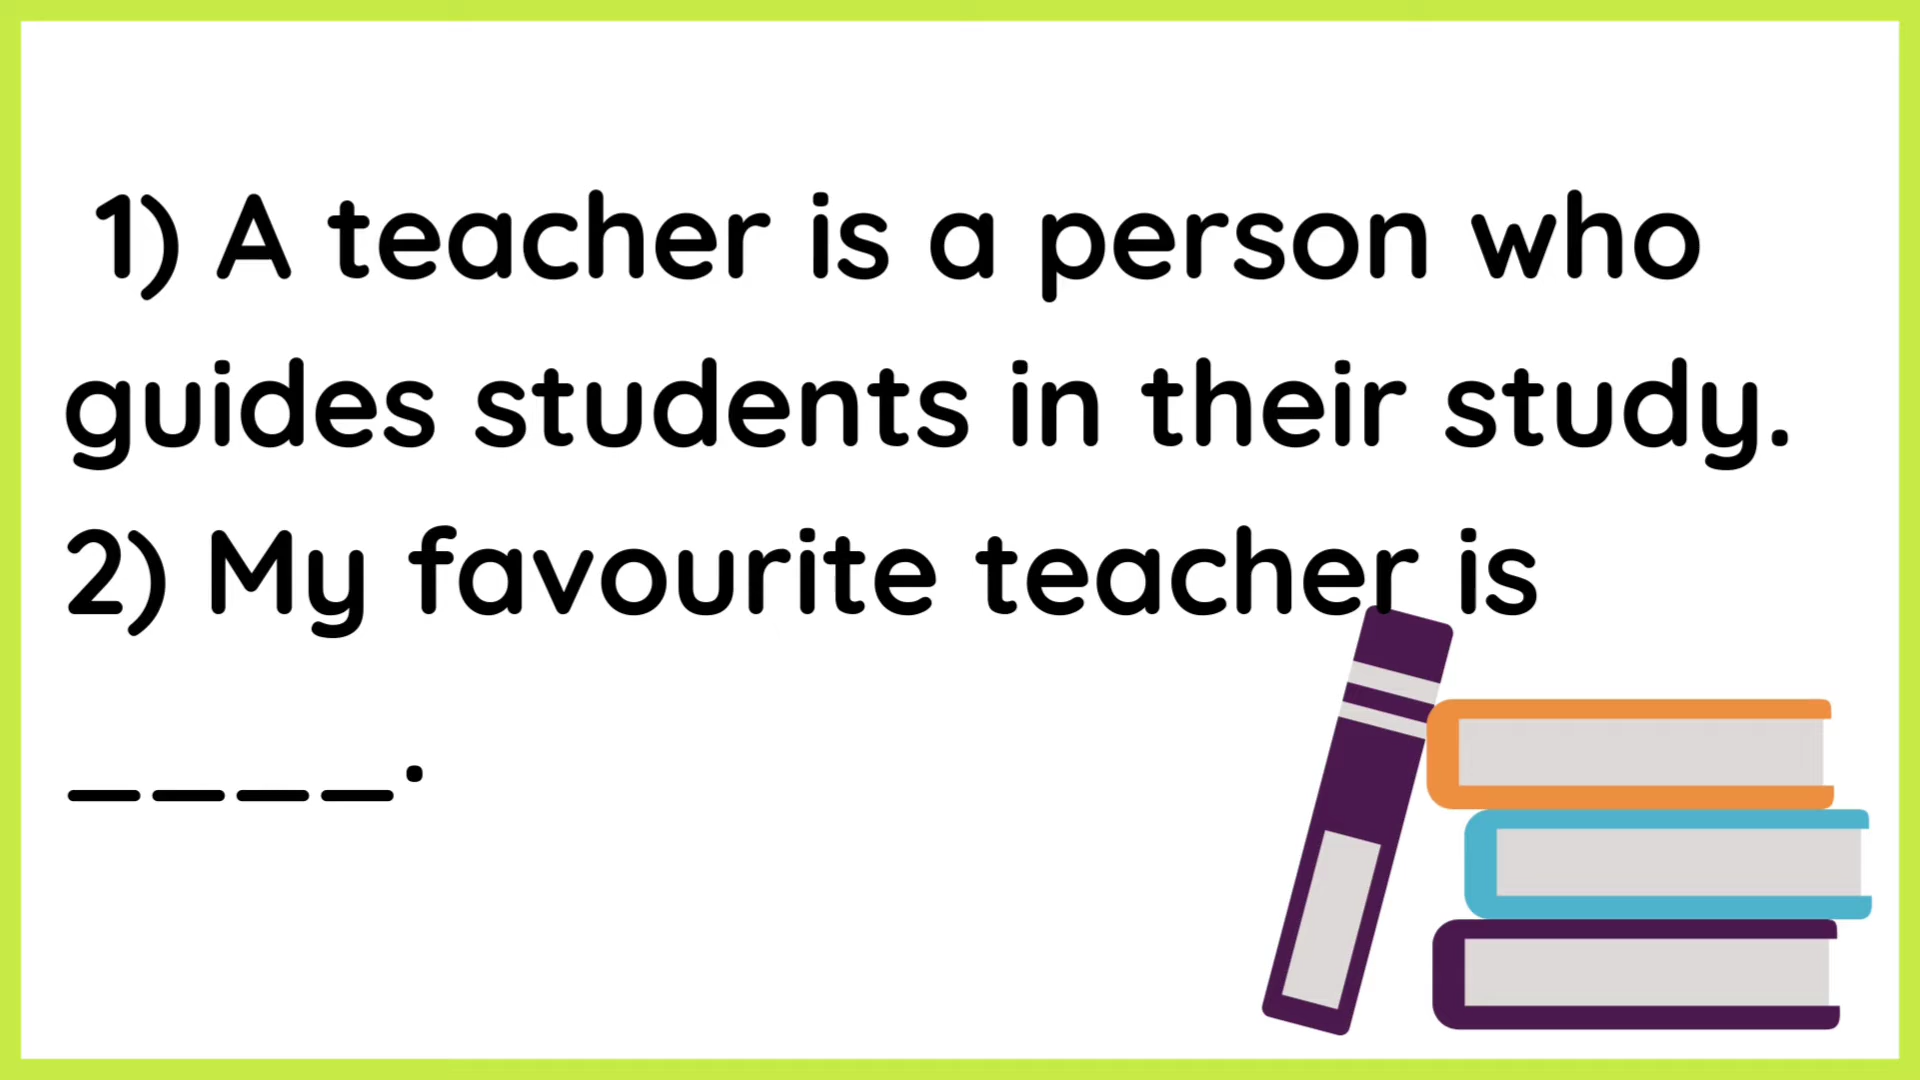 1) A teacher is a person who
guides students in their study.
2) My favourite teacher is
____.